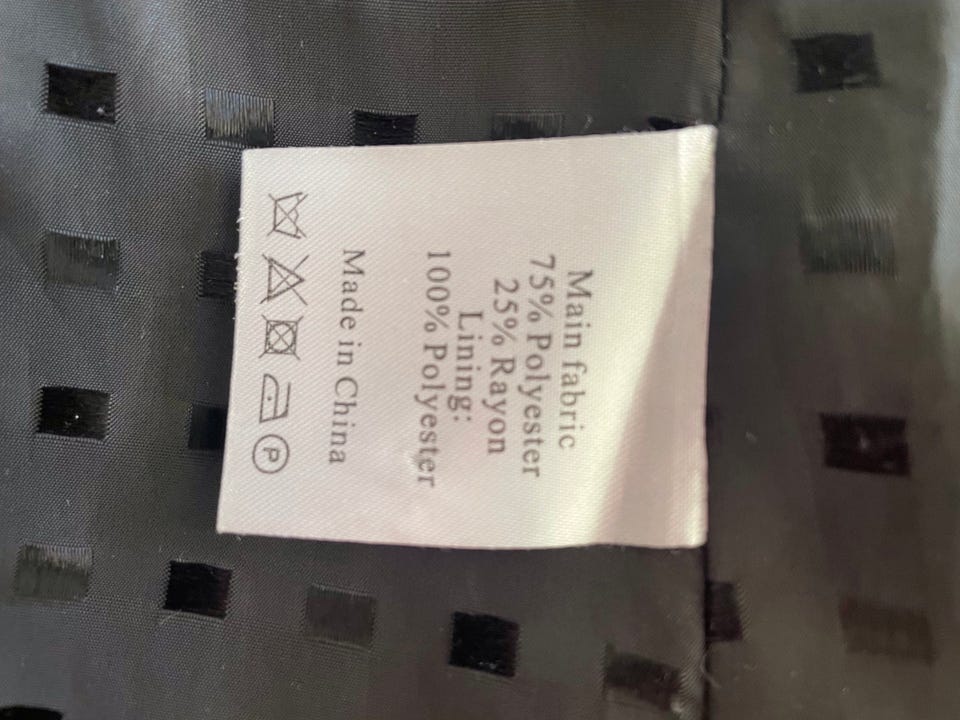 Main fabric
75% Polyester
25% Rayon
Lining:
100% Polyester
Made in China
P